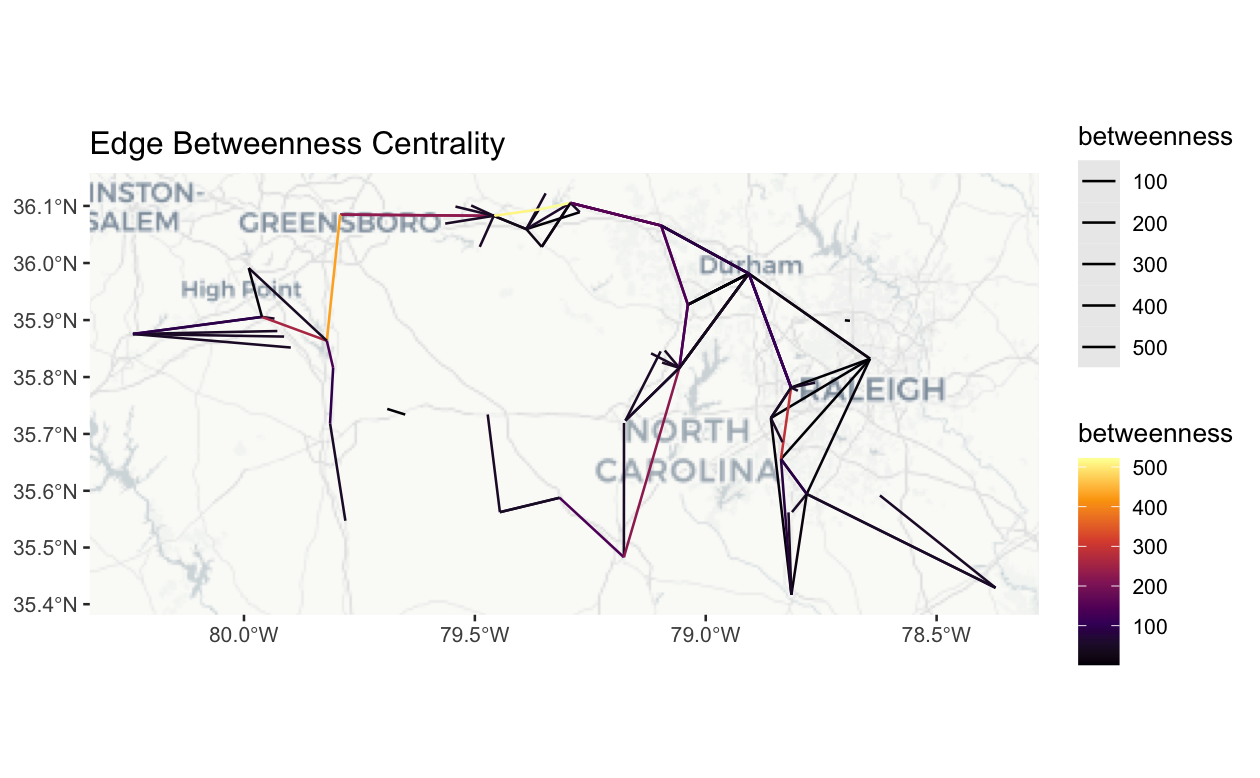 Edge Betweenness Centrality
INSTON-
SALEM
GREENSBORO
High Point
Durham
RALEIGH
NORTH
CAROLINA
36.1°N
36.0°N
35.9°N
35.8°N
35.7°N
35.6°N
35.5°N
35.4°N
80.0°W
79.5°W
79.0°W
78.5°W
betweenness
100
200
300
400
500
betweenness
500
400
300
200
100